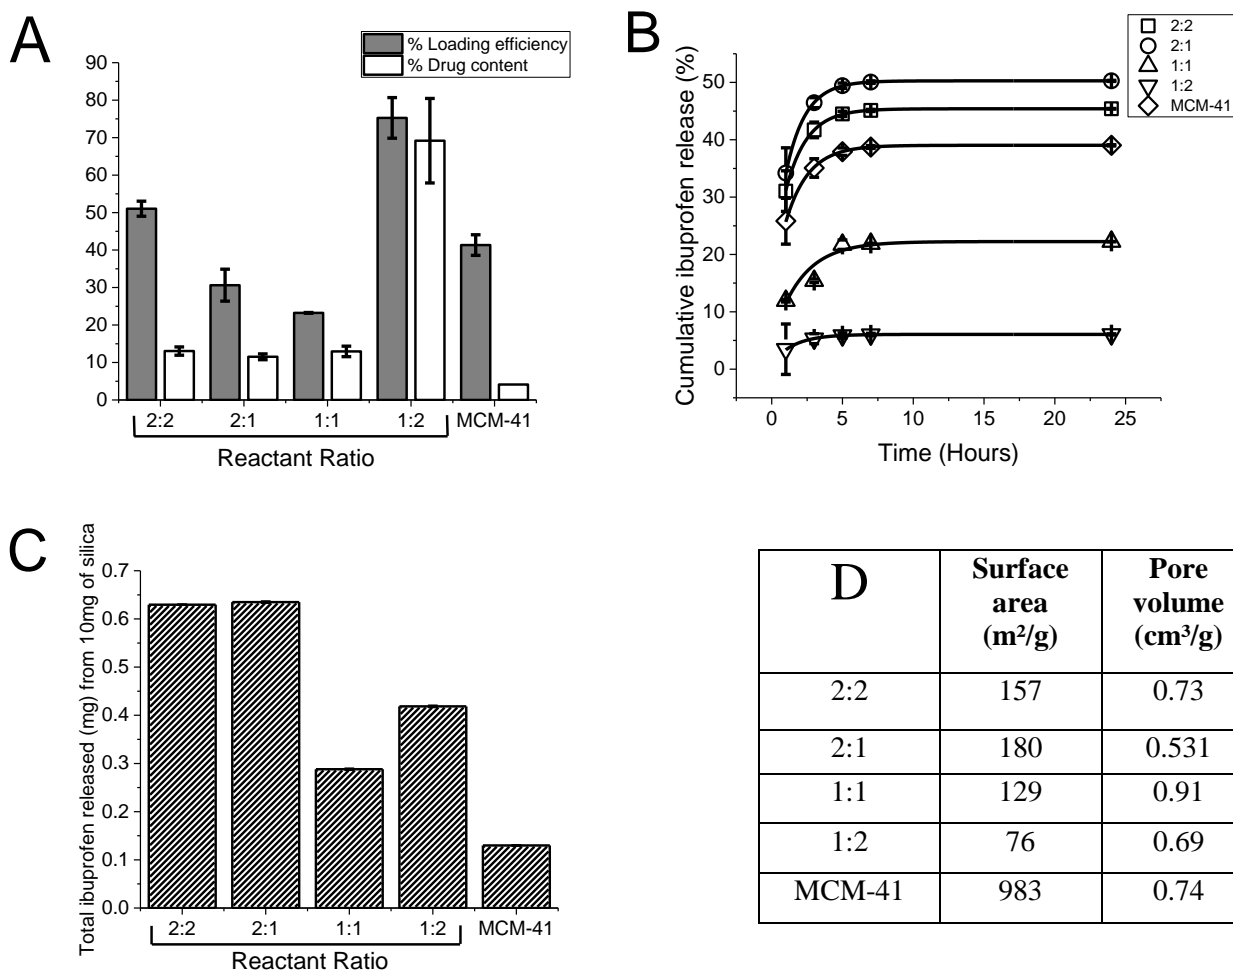 A
% Loading efficiency
% Drug content
90
80
70
60
50
40
30
20
10
0
2:2
2:1
1:1
1:2
MCM-41
Reactant Ratio
B
Cumulative ibuprofen release (%)
50
40
30
20
10
0
0
5
10
15
20
25
Time (Hours)
2:2
2:1
1:1
1:2
MCM-41
C
Total ibuprofen released (mg) from 10mg of silica
0.7
0.6
0.5
0.4
0.3
0.2
0.1
0.0
2:2
2:1
1:1
1:2
MCM-41
Reactant Ratio
D
Surface
area
(m²/g)
Pore
volume
(cm³/g)
2:2 157 0.73
2:1 180 0.531
1:1 129 0.91
1:2 76 0.69
MCM-41 983 0.74